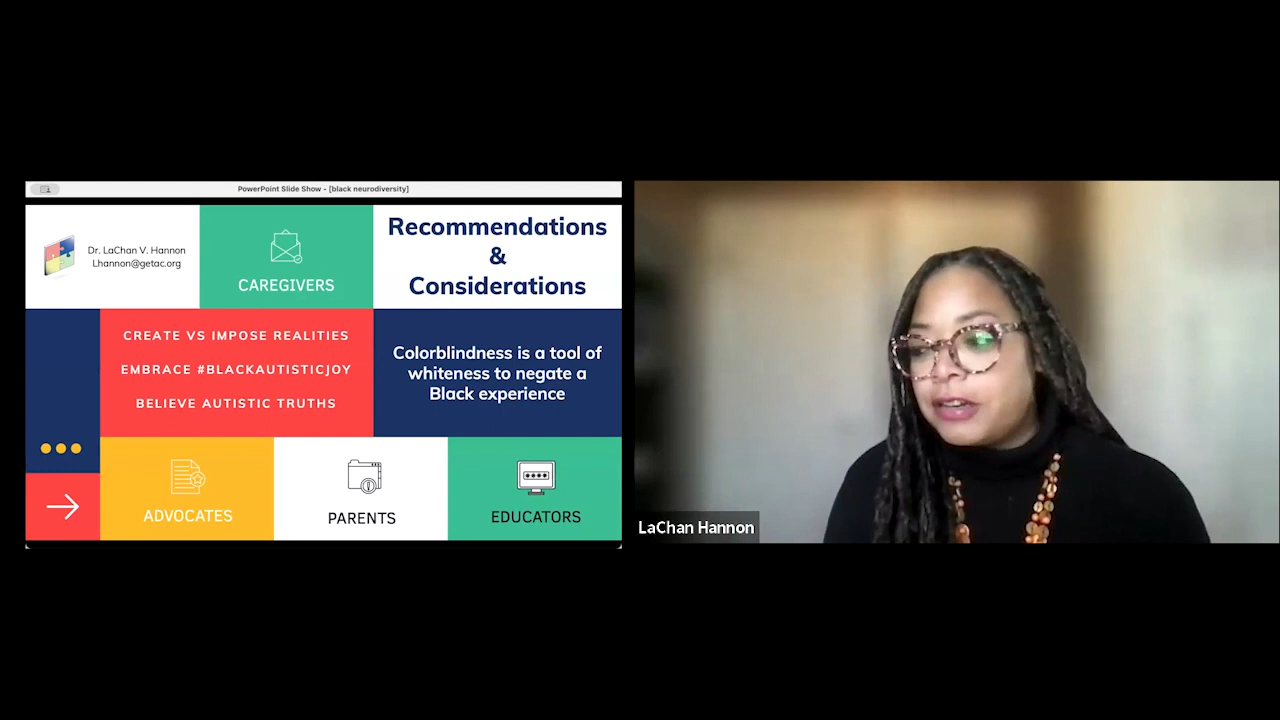 PowerPoint Slide Show - [black neurodiversity]
Dr. LaChan V. Hannon
Lhannon@getac.org
CAREGIVERS
Recommendations
&
Considerations
CREATE VS IMPOSE REALITIES
EMBRACE #BLACKAUTISTICJOY
BELIEVE AUTISTIC TRUTHS
Colorblindness is a tool of
whiteness to negate a
Black experience
ADVOCATES
PARENTS
EDUCATORS
LaChan Hannon